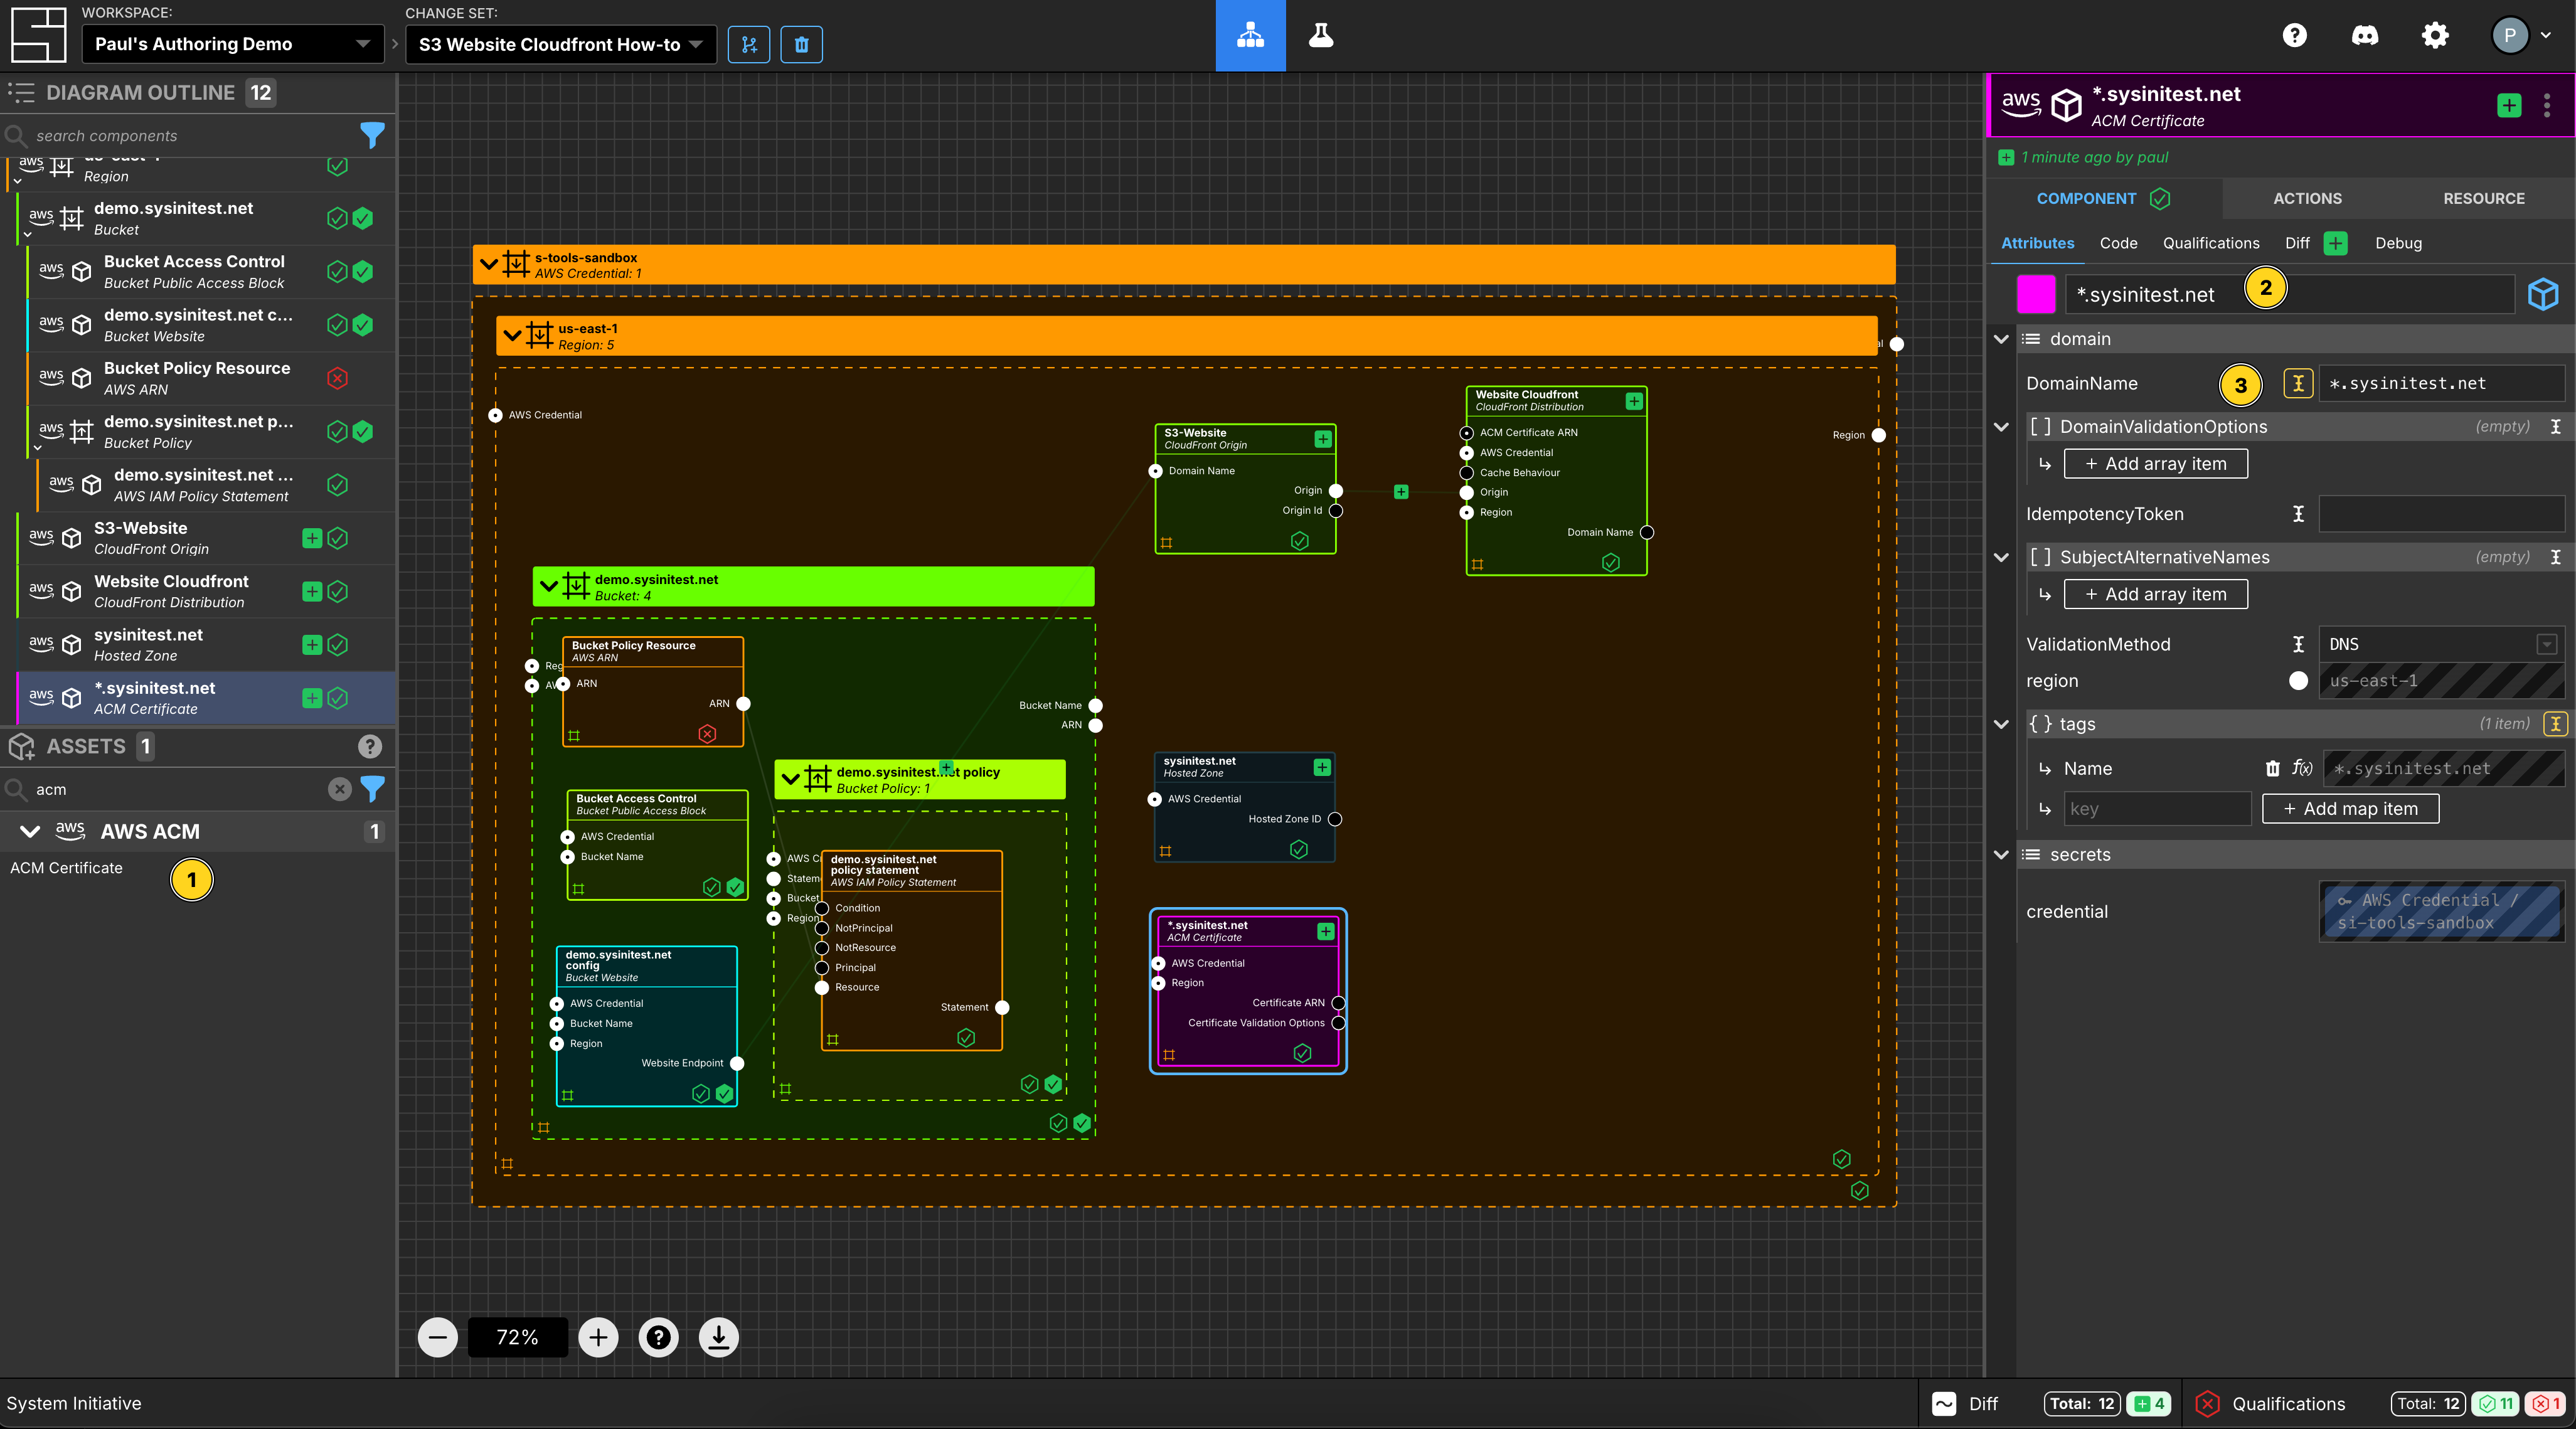 WORKSPACE:
Paul's Authoring Demo
CHANGE SET:
S3 Website Cloudfront How-to
P
DIAGRAM OUTLINE 12
search components
aws
Region
aws demo.sysinitest.net
Bucket
aws Bucket Access Control
Bucket Public Access Block
aws demo.sysinitest.net c...
Bucket Website
aws Bucket Policy Resource
AWS ARN
aws demo.sysinitest.net p...
Bucket Policy
aws demo.sysinitest.net ...
AWS IAM Policy Statement
aws S3-Website
CloudFront Origin
aws Website Cloudfront
CloudFront Distribution
aws sysinitest.net
Hosted Zone
aws *.sysinitest.net
ACM Certificate
ASSETS 1
acm
aws AWS ACM 1
ACM Certificate 1
s-tools-sandbox
AWS Credential: 1
us-east-1
Region: 5
al
AWS Credential
Region
S3-Website
CloudFront Origin
Domain Name
Origin
Origin Id
Website Cloudfront
CloudFront Distribution
ACM Certificate ARN
AWS Credential
Cache Behaviour
Origin
Region
Domain Name
demo.sysinitest.net
Bucket: 4
Reg
AW
Bucket Name
ARN
Bucket Policy Resource
AWS ARN
ARN
ARN
Bucket Access Control
Bucket Public Access Block
AWS Credential
Bucket Name
demo.sysinitest.net
config
Bucket Website
AWS Credential
Bucket Name
Region
Website Endpoint
demo.sysinitest.net policy
Bucket Policy: 1
AWS C
Statem
Bucket
Region
demo.sysinitest.net
policy statement
AWS IAM Policy Statement
Condition
NotPrincipal
NotResource
Principal
Resource
Statement
sysinitest.net
Hosted Zone
AWS Credential
Hosted Zone ID
*.sysinitest.net
ACM Certificate
AWS Credential
Region
Certificate ARN
Certificate Validation Options
72%
aws *.sysinitest.net
ACM Certificate
1 minute ago by paul
COMPONENT ACTIONS RESOURCE
Attributes Code Qualifications Diff Debug
*.sysinitest.net 2
domain
DomainName 3 *.sysinitest.net
[ ] DomainValidationOptions (empty)
+ Add array item
IdempotencyToken
[ ] SubjectAlternativeNames (empty)
+ Add array item
ValidationMethod DNS
region us-east-1
{ } tags (1 item)
Name f(x) *.sysinitest.net
key + Add map item
secrets
credential AWS Credential /
si-tools-sandbox
System Initiative
Diff Total: 12 4 Qualifications Total: 12 11 1